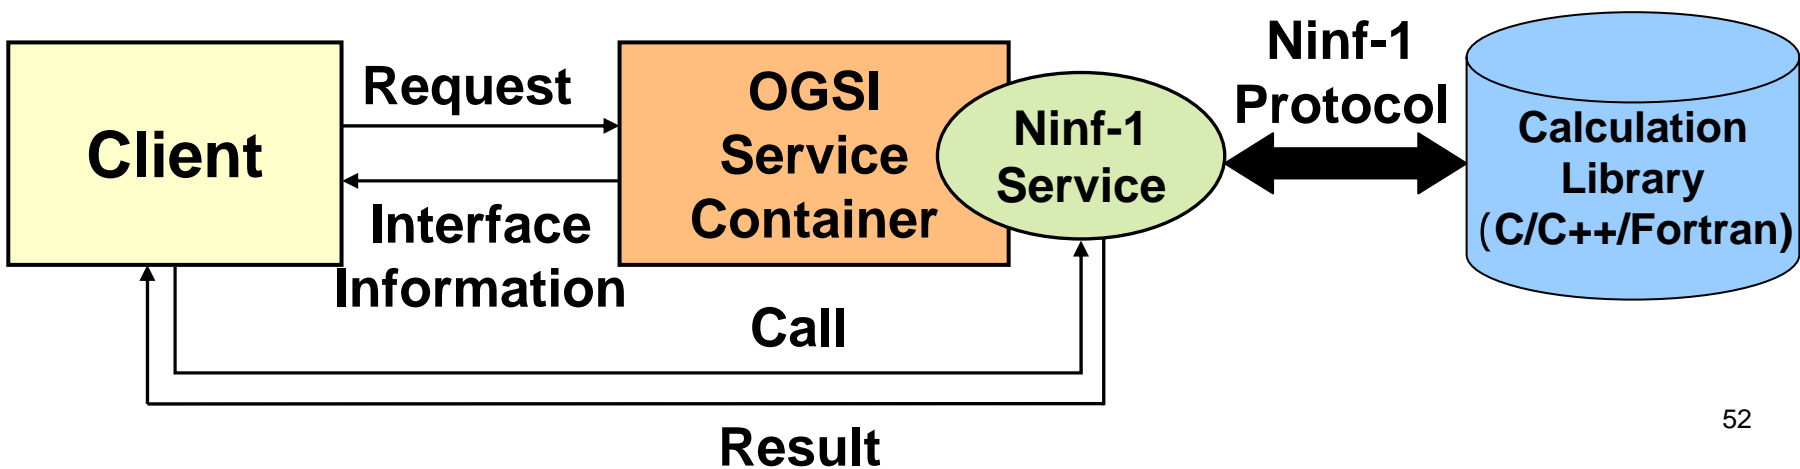 Client
Request
Interface
Information
OGSI
Service
Container
Ninf-1
Service
Ninf-1
Protocol
Calculation
Library
(C/C++/Fortran)
Call
Result
52